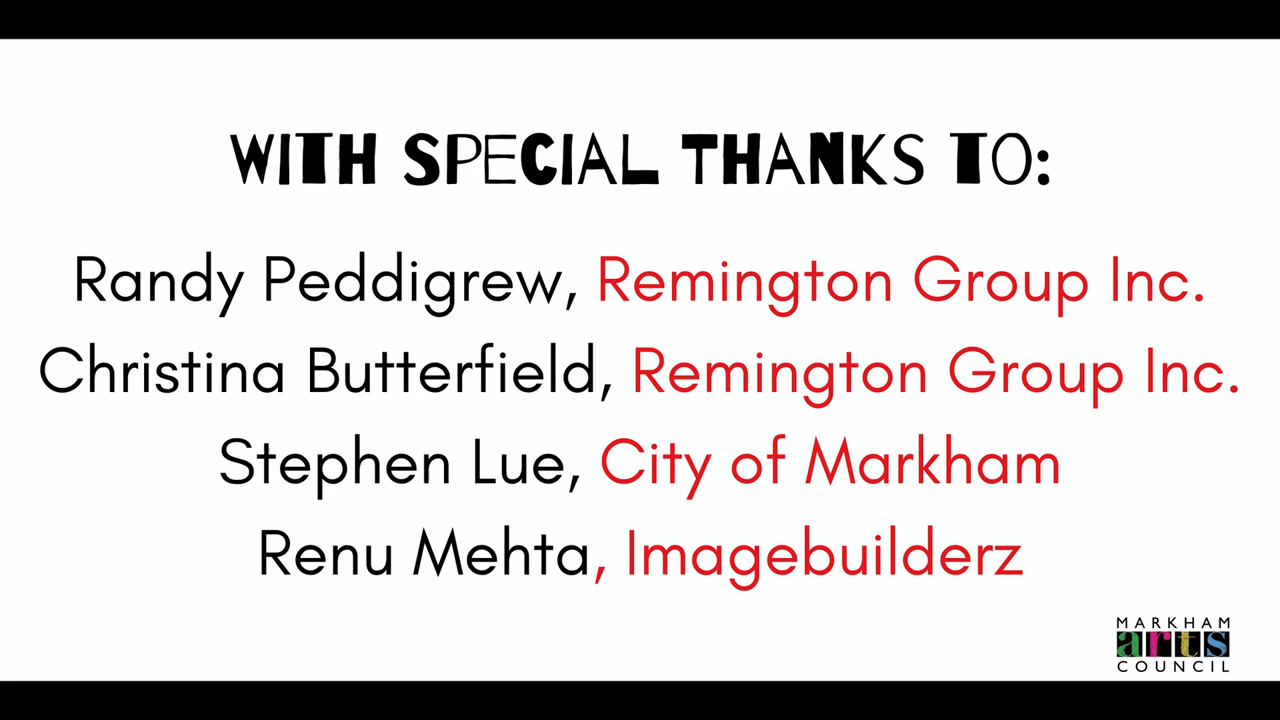 WITH SPECIAL THANKS TO:
Randy Peddigrew, Remington Group Inc.
Christina Butterfield, Remington Group Inc.
Stephen Lue, City of Markham
Renu Mehta, Imagebuilderz
MARKHAM
arts
COUNCIL